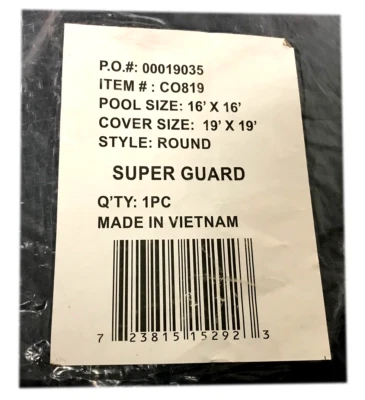 P.O.#: 00019035
ITEM # : CO819
POOL SIZE: 16' X 16'
COVER SIZE: 19' X 19'
STYLE: ROUND
SUPER GUARD
Q'TY: 1PC
MADE IN VIETNAM
7 23815 15292 3